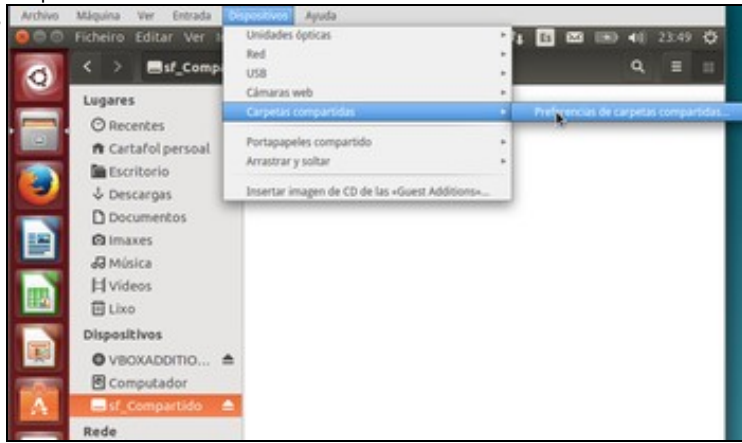 Archivo Máquina Ver Entrada Dispositivos Ayuda
Ficheiro Editar Ver
Es 23:49
sf_Comp
Unidades ópticas
Red
USB
Cámaras web
Carpetas compartidas
Preferencias de carpetas compartidas...
Portapapeles compartido
Arrastrar y soltar
Insertar imagen de CD de las «Guest Additions»...
Lugares
Recentes
Cartafol persoal
Escritorio
Descargas
Documentos
Imaxes
Música
Vídeos
Lixo
Dispositivos
VBOXADDITIO...
Computador
sf_Compartido
Rede